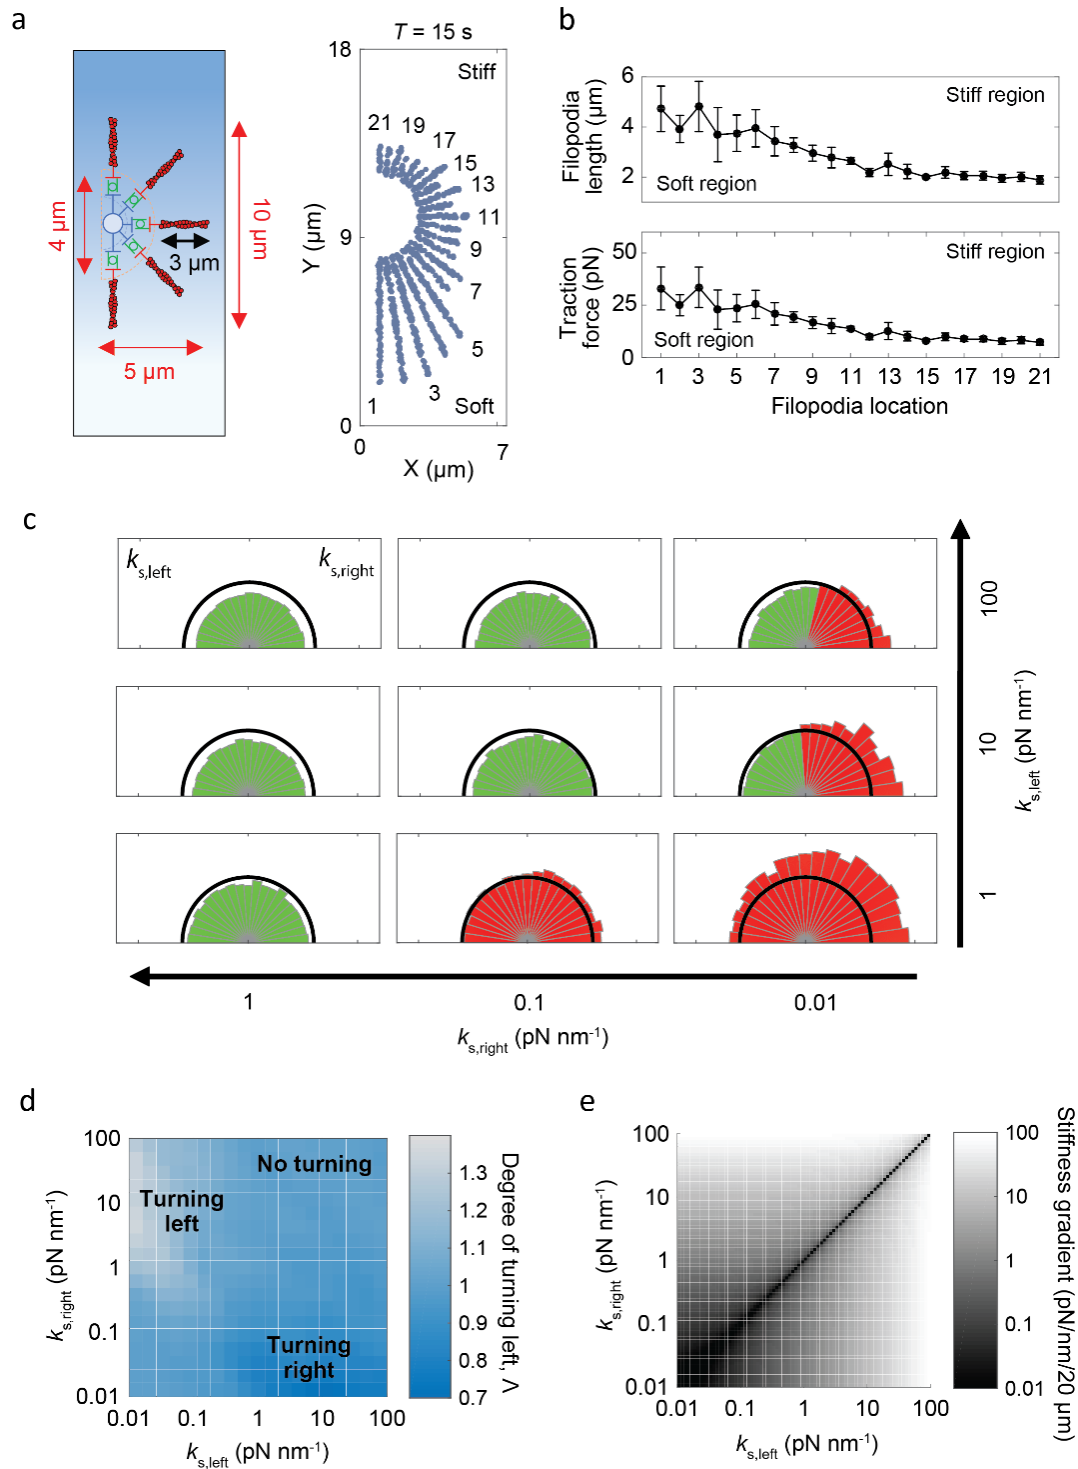 a
4 μm
10 μm
3 μm
5 μm
T = 15 s
18
9
0
Y (μm)
Stiff
21
19
17
15
13
11
9
7
5
3
1
Soft
0
7
X (μm)
b
Filopodia
length (μm)
6
4
2
Stiff region
Soft region
Traction
force (pN)
50
25
0
Stiff region
Soft region
1 3 5 7 9 11 13 15 17 19 21
Filopodia location
c
ks,left
ks,right
100
10
1
ks,left (pN nm-1)
1
0.1
0.01
ks,right (pN nm-1)
d
ks,right (pN nm-1)
100
10
1
0.1
0.01
No turning
Turning
left
Turning
right
0.01 0.1 1 10 100
ks,left (pN nm-1)
1.3
1.2
1.1
1
0.9
0.8
0.7
Degree of turning left, Λ
e
ks,right (pN nm-1)
100
10
1
0.1
0.01
0.01 0.1 1 10 100
ks,left (pN nm-1)
100
10
1
0.1
0.01
Stiffness gradient (pN/nm/20 μm)